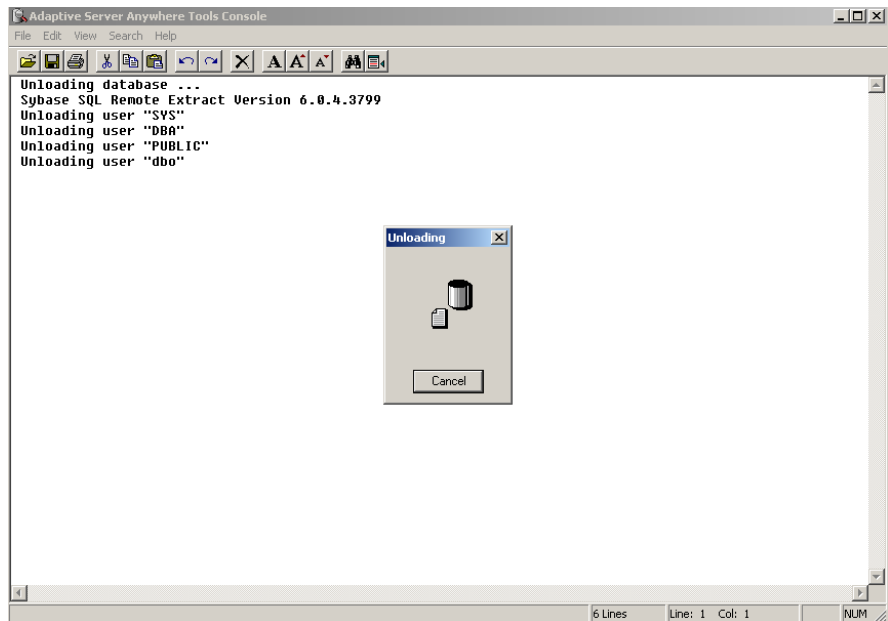 Adaptive Server Anywhere Tools Console
File Edit View Search Help
A A A
Unloading database ...
Sybase SQL Remote Extract Version 6.0.4.3799
Unloading user "SYS"
Unloading user "DBA"
Unloading user "PUBLIC"
Unloading user "dbo"
Unloading
Cancel
6 Lines Line: 1 Col: 1 NUM